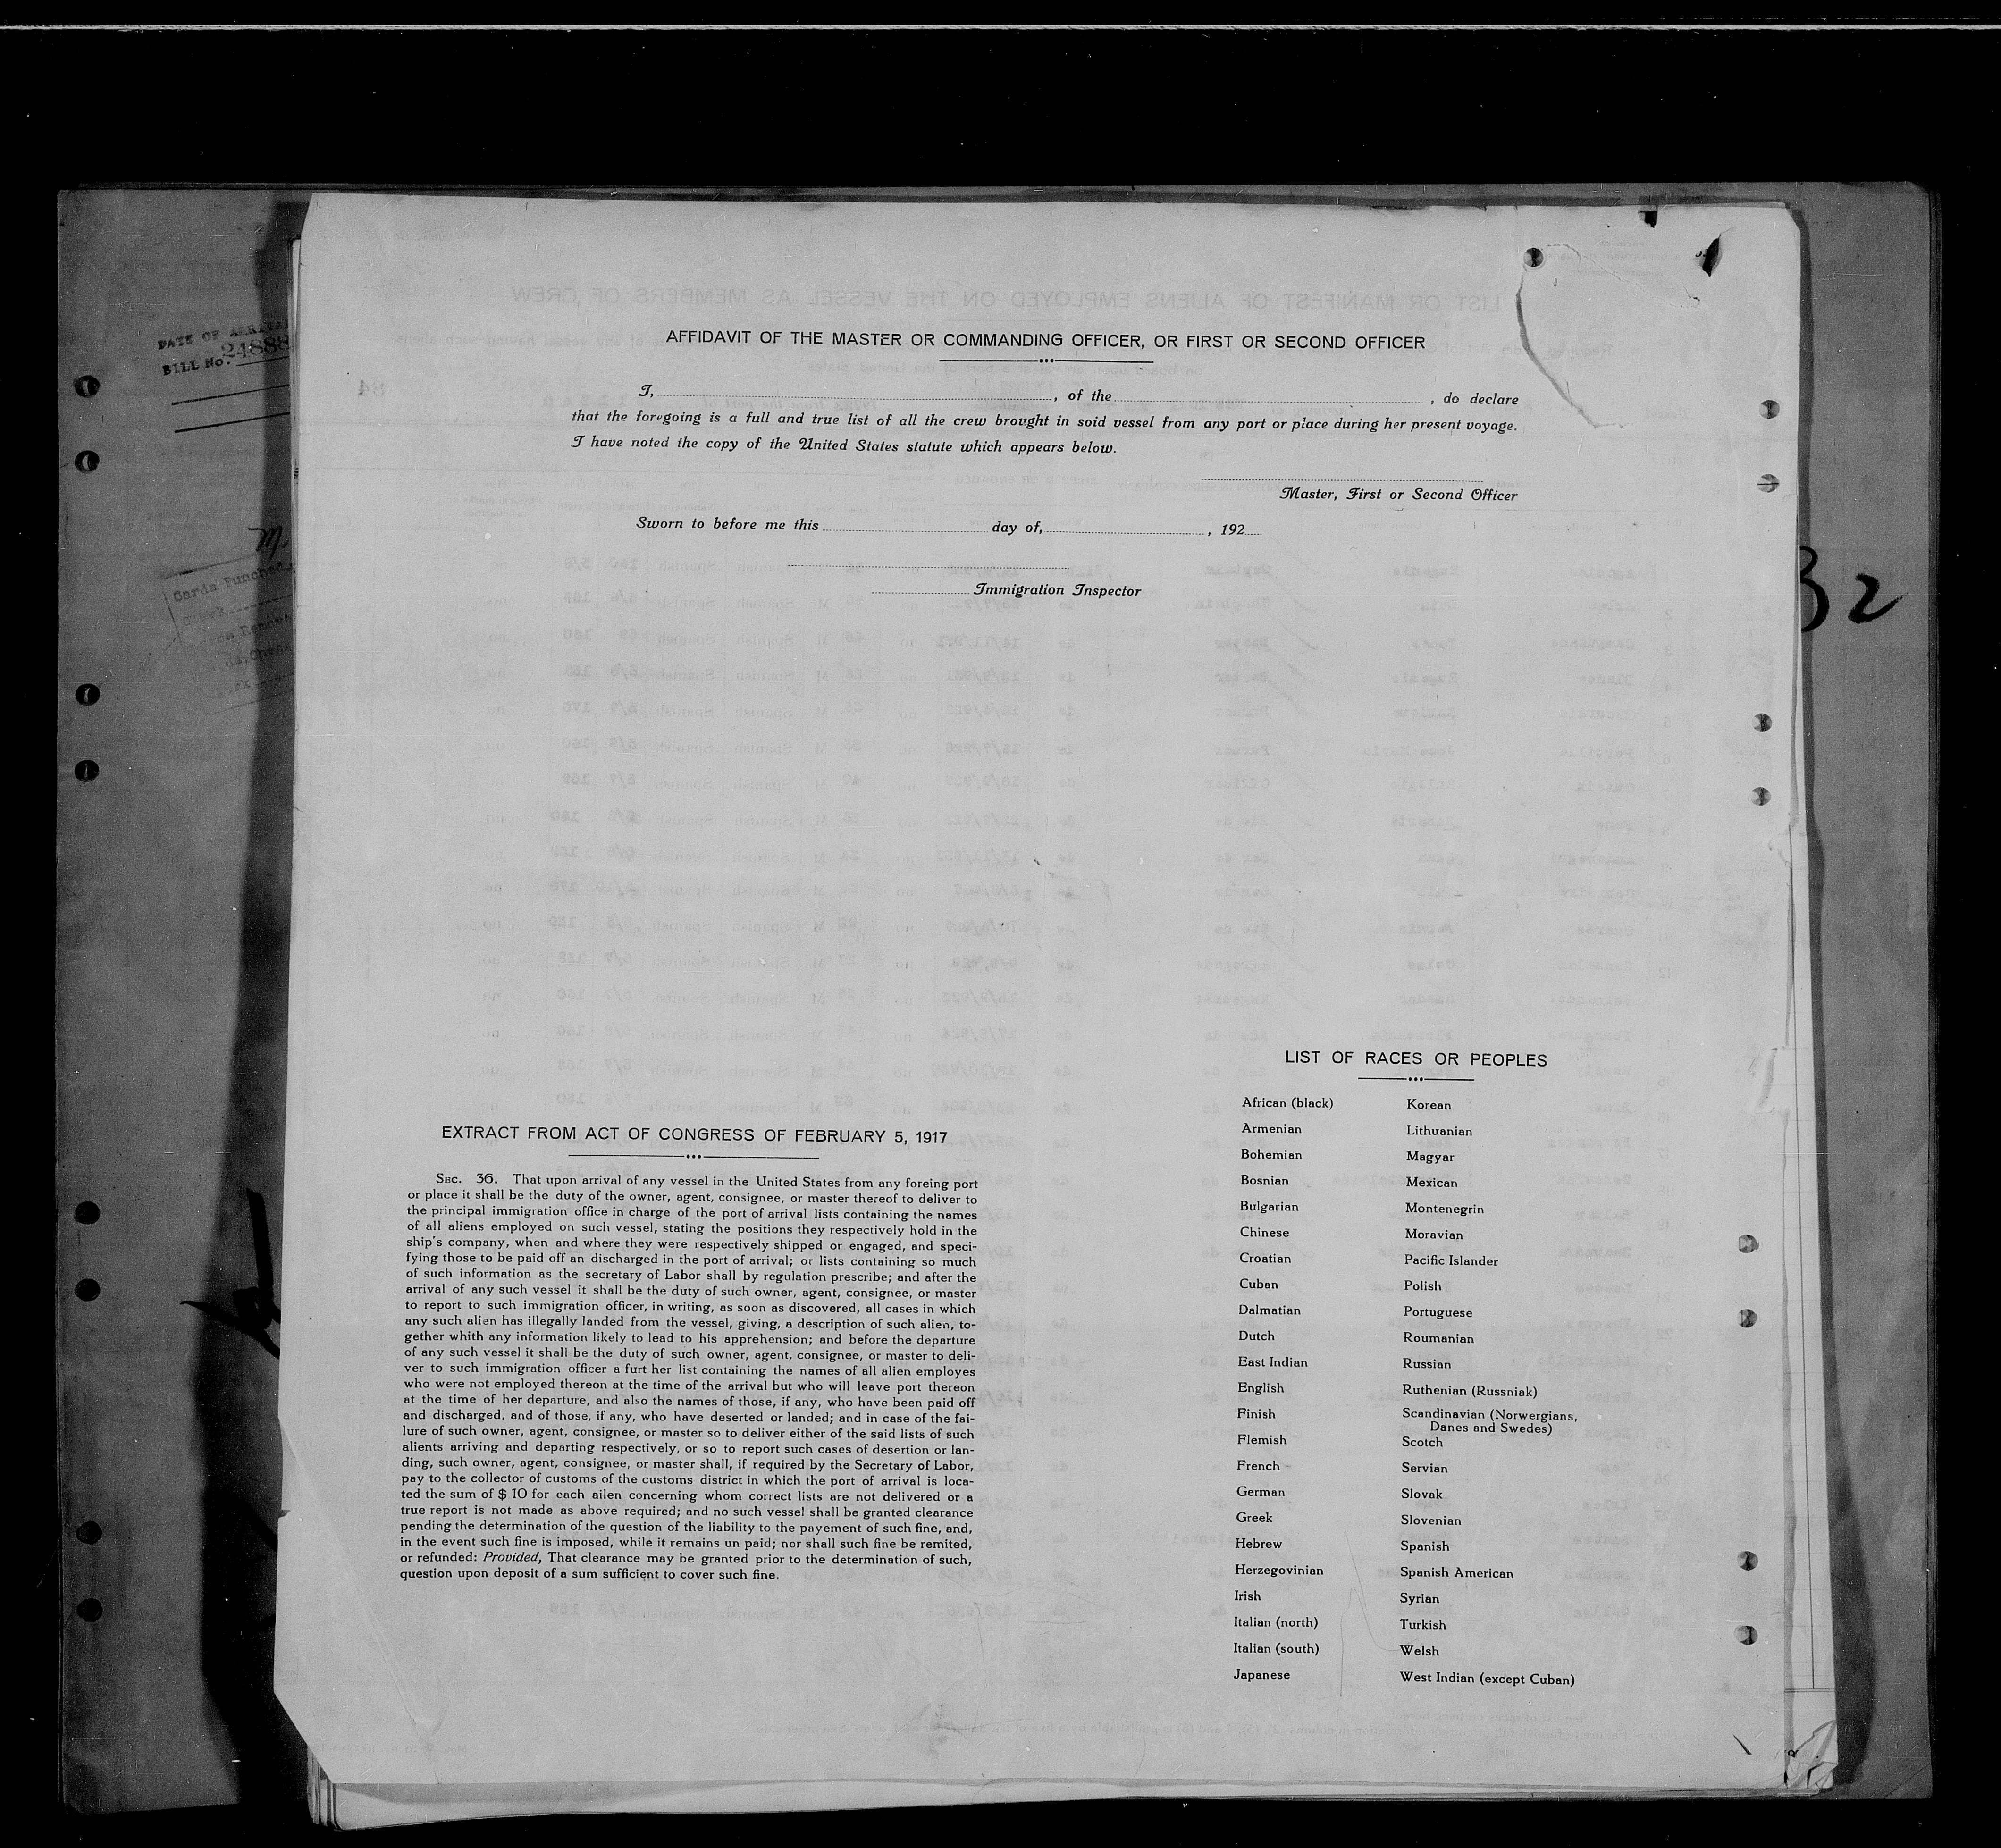 DATE OF ARRIVAL
BILL No. 24888
Cards Punched
AFFIDAVIT OF THE MASTER OR COMMANDING OFFICER, OR FIRST OR SECOND OFFICER
I, , of the , do declare
that the foregoing is a full and true list of all the crew brought in soid vessel from any port or place during her present voyage.
I have noted the copy of the United States statute which appears below.
Master, First or Second Officer
Sworn to before me this day of, , 192
Immigration Inspector
32
EXTRACT FROM ACT OF CONGRESS OF FEBRUARY 5, 1917
SEC. 36. That upon arrival of any vessel in the United States from any foreing port
or place it shall be the duty of the owner, agent, consignee, or master thereof to deliver to
the principal immigration office in charge of the port of arrival lists containing the names
of all aliens employed on such vessel, stating the positions they respectively hold in the
ship's company, when and where they were respectively shipped or engaged, and speci-
fying those to be paid off an discharged in the port of arrival; or lists containing so much
of such information as the secretary of Labor shall by regulation prescribe; and after the
arrival of any such vessel it shall be the duty of such owner, agent, consignee, or master
to report to such immigration officer, in writing, as soon as discovered, all cases in which
any such alien has illegally landed from the vessel, giving, a description of such alien, to-
gether whith any information likely to lead to his apprehension; and before the departure
of any such vessel it shall be the duty of such owner, agent, consignee, or master to deli-
ver to such immigration officer a furt her list containing the names of all alien employes
who were not employed thereon at the time of the arrival but who will leave port thereon
at the time of her departure, and also the names of those, if any, who have been paid off
and discharged, and of those, if any, who have deserted or landed; and in case of the fai-
lure of such owner, agent, consignee, or master so to deliver either of the said lists of such
alients arriving and departing respectively, or so to report such cases of desertion or lan-
ding, such owner, agent, consignee, or master shall, if required by the Secretary of Labor,
pay to the collector of customs of the customs district in which the port of arrival is loca-
ted the sum of $ 10 for each ailen concerning whom correct lists are not delivered or a
true report is not made as above required; and no such vessel shall be granted clearance
pending the determination of the question of the liability to the payement of such fine, and,
in the event such fine is imposed, while it remains un paid; nor shall such fine be remited,
or refunded: Provided, That clearance may be granted prior to the determination of such,
question upon deposit of a sum sufficient to cover such fine.
LIST OF RACES OR PEOPLES
African (black)
Armenian
Bohemian
Bosnian
Bulgarian
Chinese
Croatian
Cuban
Dalmatian
Dutch
East Indian
English
Finish
Flemish
French
German
Greek
Hebrew
Herzegovinian
Irish
Italian (north)
Italian (south)
Japanese
Korean
Lithuanian
Magyar
Mexican
Montenegrin
Moravian
Pacific Islander
Polish
Portuguese
Roumanian
Russian
Ruthenian (Russniak)
Scandinavian (Norwergians,
Danes and Swedes)
Scotch
Servian
Slovak
Slovenian
Spanish
Spanish American
Syrian
Turkish
Welsh
West Indian (except Cuban)